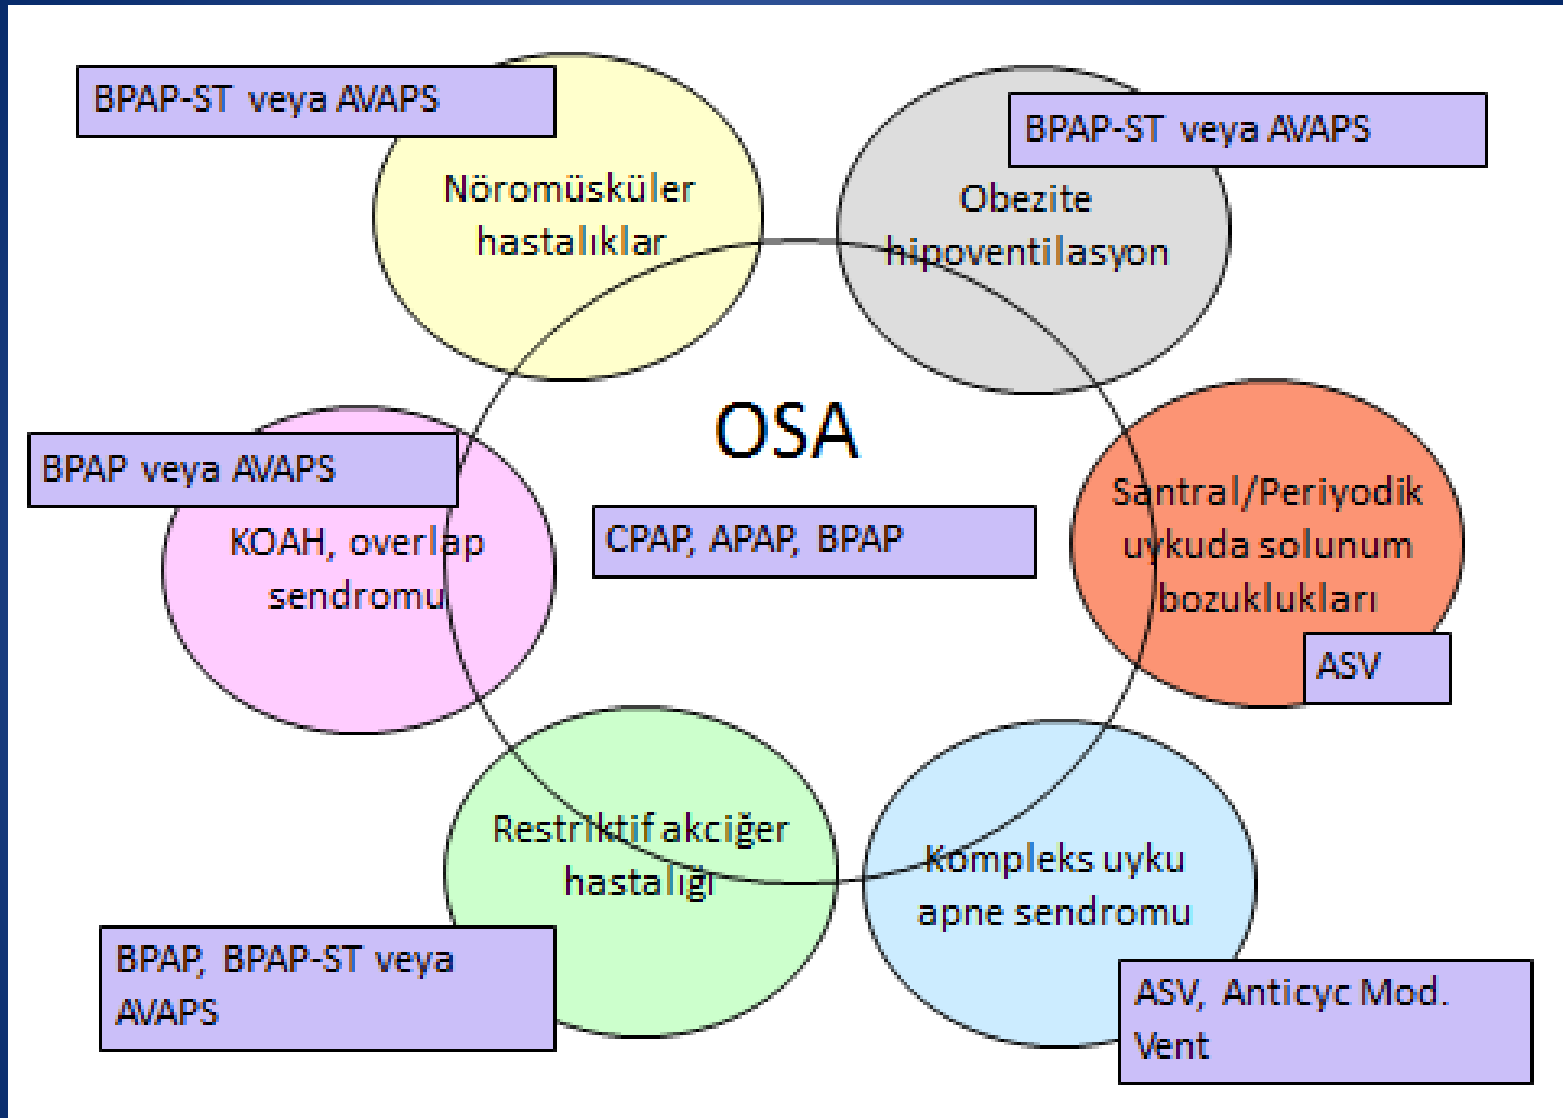 BPAP-ST veya AVAPS
Nöromüsküler
hastalıklar
BPAP-ST veya AVAPS
Obezite
hipoventilasyon
OSA
CPAP, APAP, BPAP
BPAP veya AVAPS
KOAH, overlap
sendromu
Santral/Periyodik
uykuda solunum
bozuklukları
ASV
Restriktif akciğer
hastalığı
BPAP, BPAP-ST veya
AVAPS
Kompleks uyku
apne sendromu
ASV, Anticyc Mod.
Vent